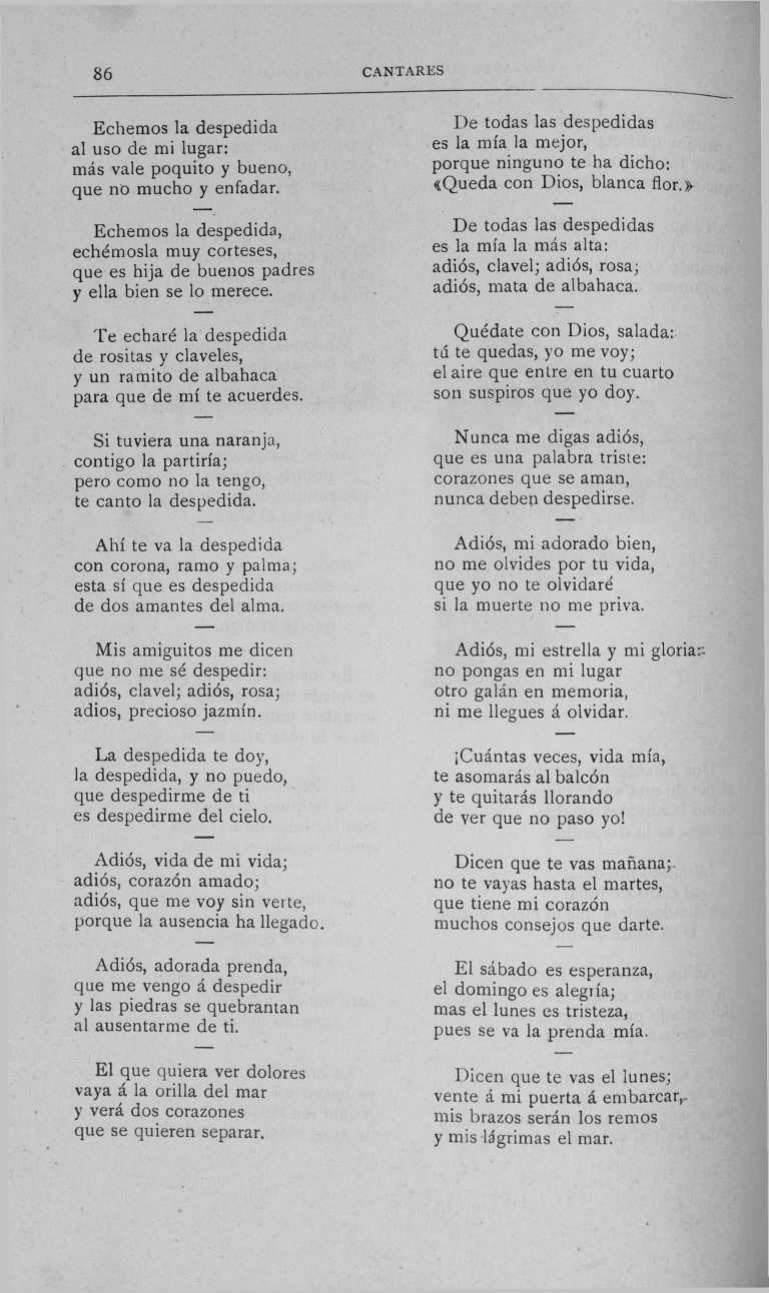 86
CANTARES
Echemos la despedida
al uso de mi lugar:
más vale poquito y bueno,
que no mucho y enfadar.
—
Echemos la despedida,
echémosla muy corteses,
que es hija de buenos padres
y ella bien se lo merece.
—
Te echaré la despedida
de rositas y claveles,
y un ramito de albahaca
para que de mí te acuerdes.
—
Si tuviera una naranja,
contigo la partiría;
pero como no la tengo,
te canto la despedida.
—
Ahí te va la despedida
con corona, ramo y palma;
esta sí que es despedida
de dos amantes del alma.
—
Mis amiguitos me dicen
que no me sé despedir:
adiós, clavel; adiós, rosa;
adios, precioso jazmín.
—
La despedida te doy,
la despedida, y no puedo,
que despedirme de ti
es despedirme del cielo.
—
Adiós, vida de mi vida;
adiós, corazón amado;
adiós, que me voy sin verte,
porque la ausencia ha llegado.
—
Adiós, adorada prenda,
que me vengo á despedir
y las piedras se quebrantan
al ausentarme de ti.
—
El que quiera ver dolores
vaya á la orilla del mar
y verá dos corazones
que se quieren separar.
De todas las despedidas
es la mía la mejor,
porque ninguno te ha dicho:
«Queda con Dios, blanca flor.»
—
De todas las despedidas
es la mía la más alta:
adiós, clavel; adiós, rosa;
adiós, mata de albahaca.
—
Quédate con Dios, salada:
tú te quedas, yo me voy;
el aire que entre en tu cuarto
son suspiros que yo doy.
—
Nunca me digas adiós,
que es una palabra triste:
corazones que se aman,
nunca deben despedirse.
—
Adiós, mi adorado bien,
no me olvides por tu vida,
que yo no te olvidaré
si la muerte no me priva.
—
Adiós, mi estrella y mi gloria:
no pongas en mi lugar
otro galán en memoria,
ni me llegues á olvidar.
—
¡Cuántas veces, vida mía,
te asomarás al balcón
y te quitarás llorando
de ver que no paso yo!
—
Dicen que te vas mañana;
no te vayas hasta el martes,
que tiene mi corazón
muchos consejos que darte.
—
El sábado es esperanza,
el domingo es alegría;
mas el lunes es tristeza,
pues se va la prenda mía.
—
Dicen que te vas el lunes;
vente á mi puerta á embarcar,
mis brazos serán los remos
y mis lágrimas el mar.